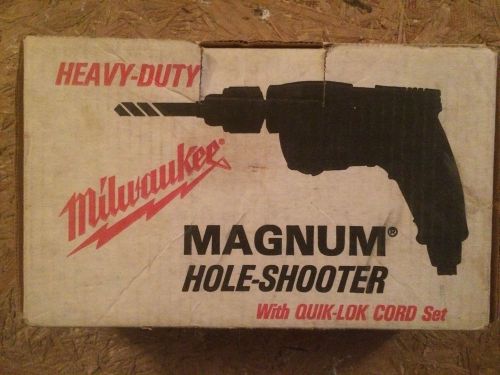 HEAVY-DUTY
Milwaukee
MAGNUM®
HOLE-SHOOTER
With QUIK-LOK CORD Set